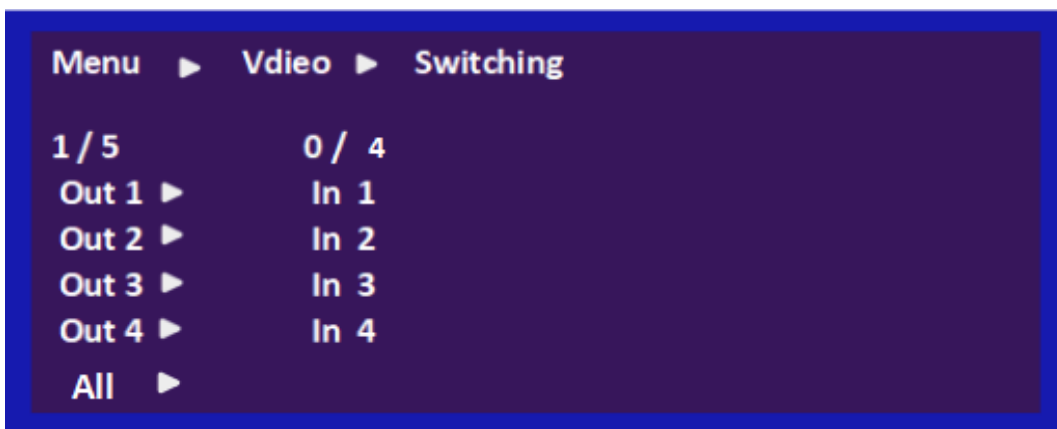 Menu ▶ Vdieo ▶ Switching
1 / 5 0 / 4
Out 1 ▶ In 1
Out 2 ▶ In 2
Out 3 ▶ In 3
Out 4 ▶ In 4
All ▶